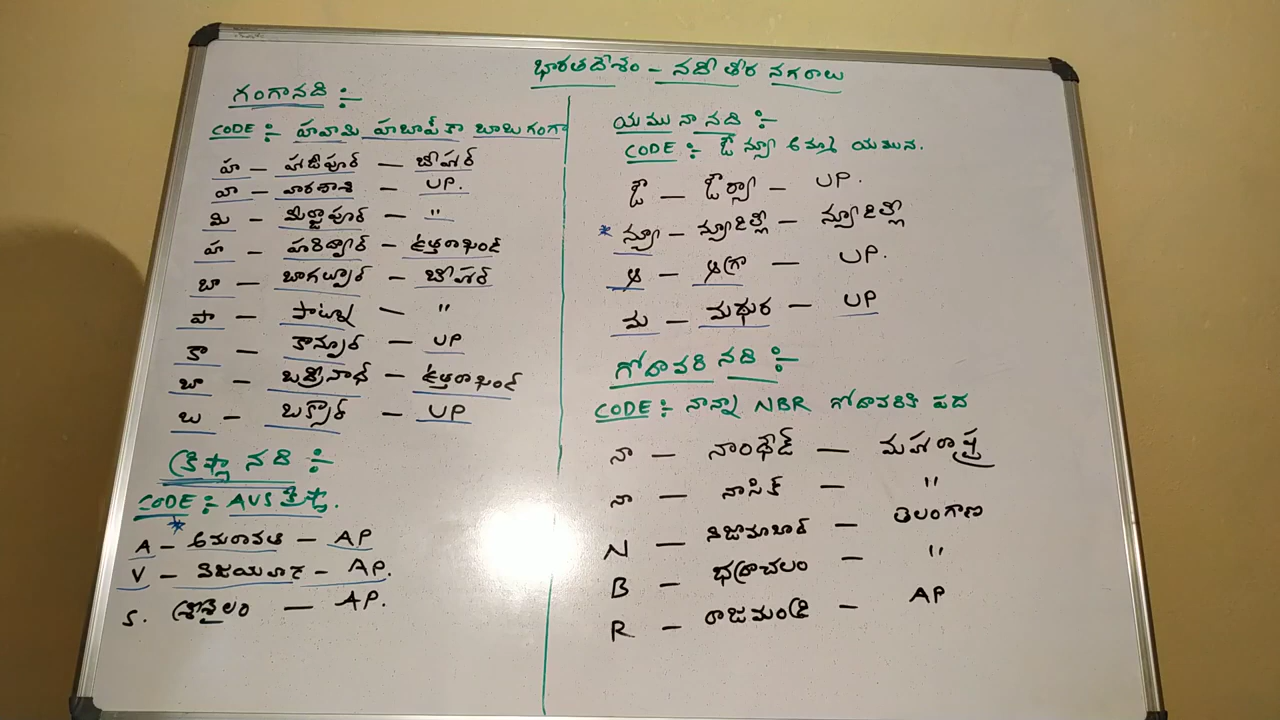 భారతదేశం - నదీ తీర నగరాలు
గంగానది :-
CODE :- హవామి హబాపకా బాబు గంగా
హ - హాజీపూర్ - బీహార్
వా - వారణాశి - UP.
మి - మీర్జాపూర్ - "
హ - హరిద్వార్ - ఉత్తరాఖండ్
బా - బాగల్పూర్ - బీహార్
పా - పాట్నా - "
కా - కాన్పూర్ - UP
బా - బద్రీనాథ్ - ఉత్తరాఖండ్
బు - బక్సార్ - UP
క్రిష్ణా నది :-
CODE :- AVS క్రిష్ణ.
* A - అమరావతి - AP
V - విజయవాడ - AP.
S. శ్రీశైలం - AP.
యమునా నది :-
CODE :- ఔ న్యూ ఆమ్మ యమున.
ఔ - ఔరయా - UP.
* న్యూ - న్యూఢిల్లీ - న్యూఢిల్లీ
ఆ - ఆగ్రా - UP.
మ - మథుర - UP
గోదావరి నది :-
CODE :- నాన్నా NBR గోదావరికి పద
నా - నాందేడ్ - మహారాష్ట్ర
నా - నాసిక్ - "
N - నిజామాబాద్ - తెలంగాణ
B - భద్రాచలం - "
R - రాజమండ్రి - AP